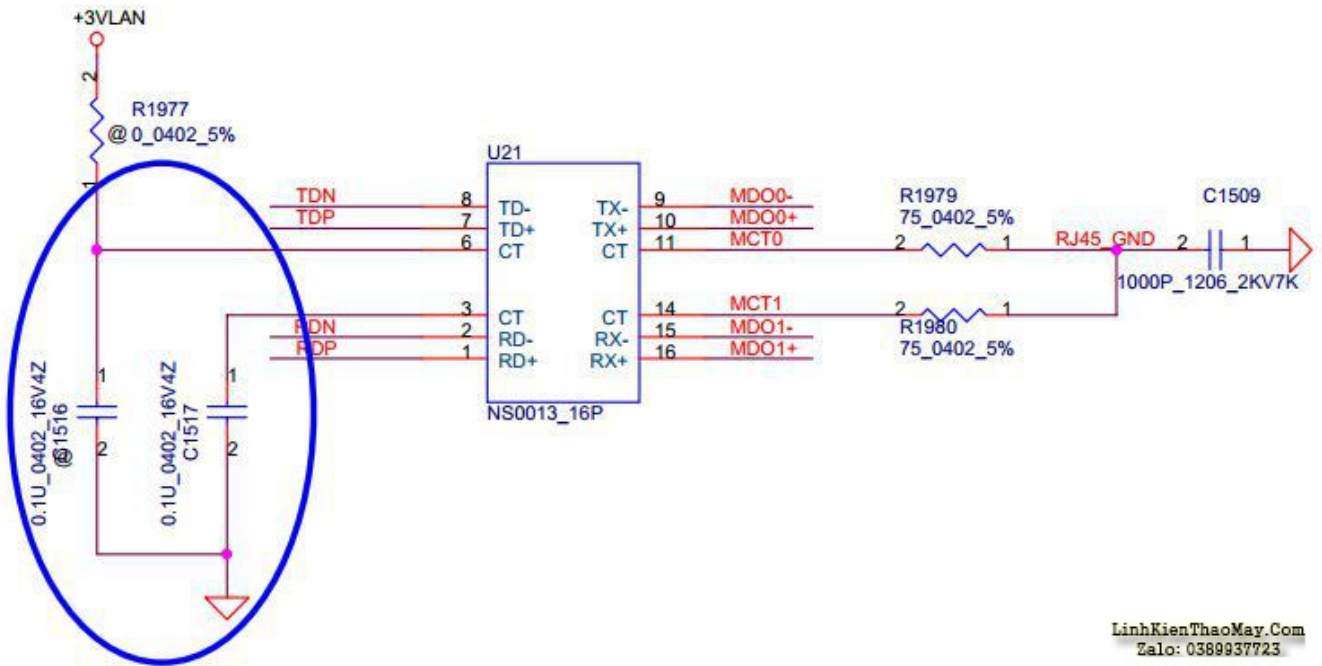 +3VLAN
2
R1977
@ 0_0402_5%
1
U21
TDN 8 TD- TX- 9 MDO0-
TDP 7 TD+ TX+ 10 MDO0+
6 CT CT 11 MCT0
R1979
75_0402_5%
2 1
RJ45_GND
C1509
2 1
1000P_1206_2KV7K
3 CT CT 14 MCT1
RDN 2 RD- RX- 15 MDO1-
RDP 1 RD+ RX+ 16 MDO1+
2 1
R1980
75_0402_5%
NS0013_16P
0.1U_0402_16V4Z
C1516
@
1
2
0.1U_0402_16V4Z
C1517
1
2
LinhKienThaoMay.Com
Zalo: 0389937723